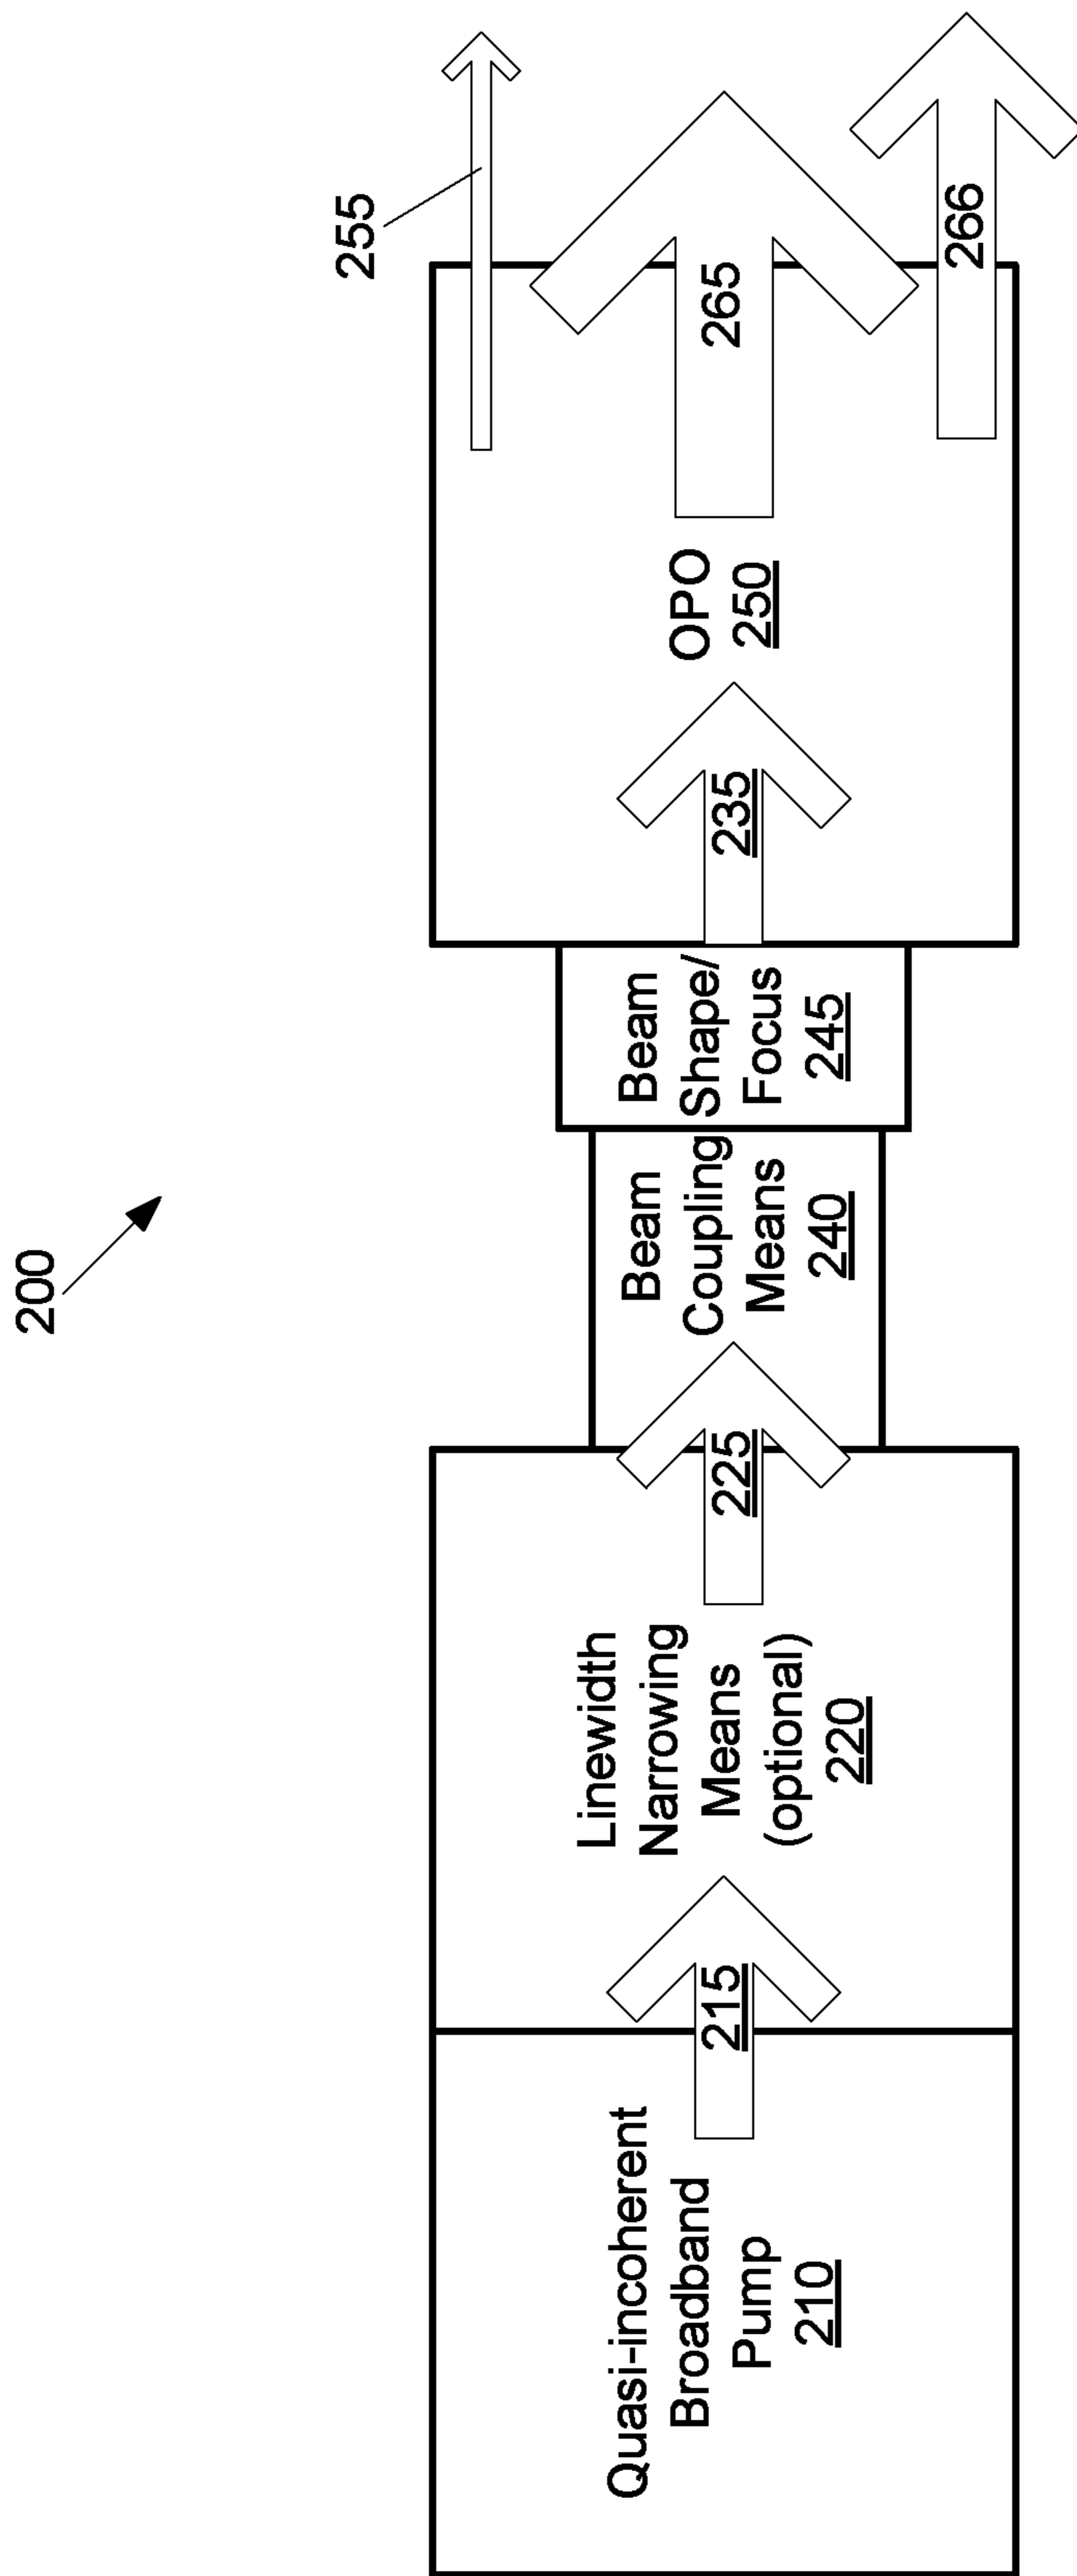 200
Quasi-incoherent
Broadband
Pump
210
215
Linewidth
Narrowing
Means
(optional)
220
225
Beam
Coupling
Means
240
Beam
Shape/
Focus
245
235
OPO
250
255
265
266